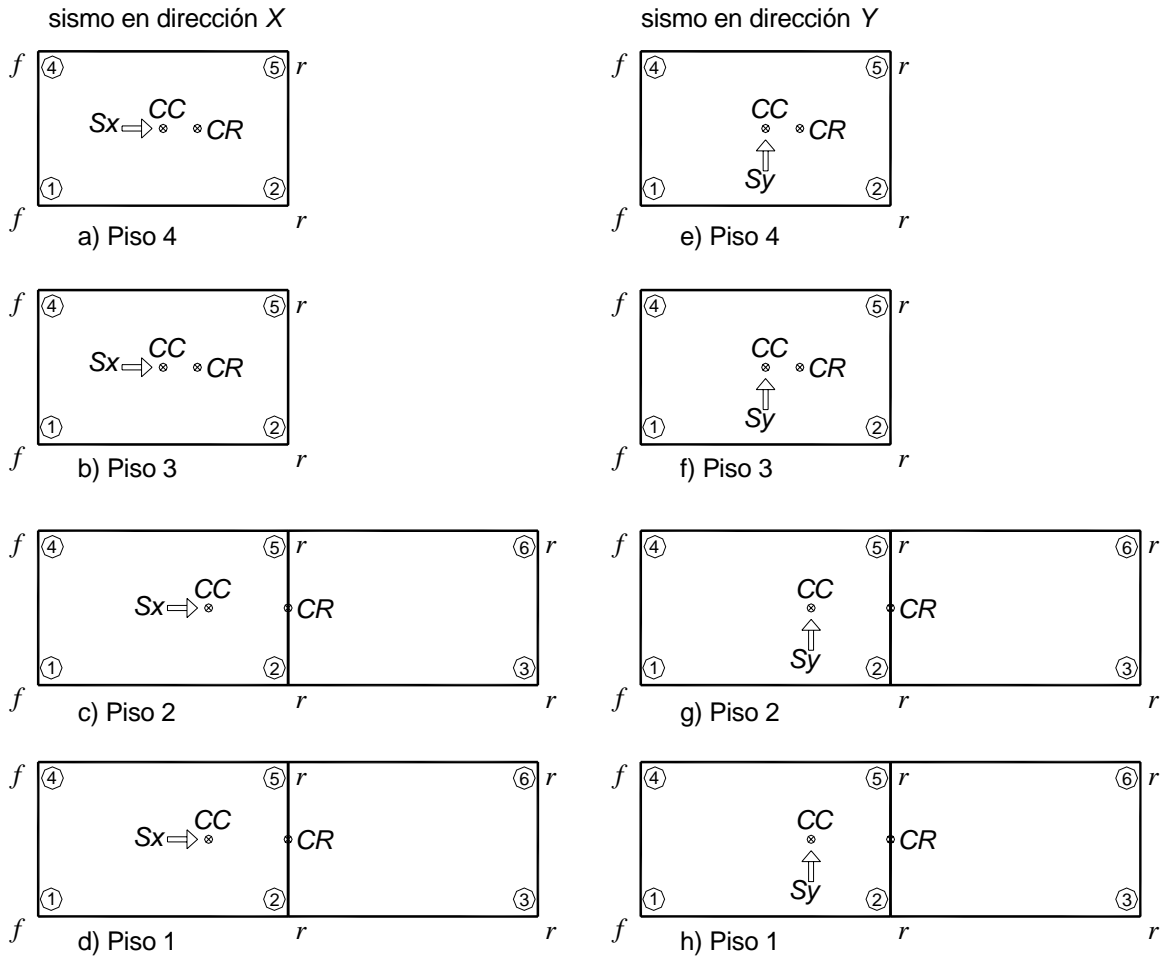 sismo en dirección X
sismo en dirección Y
f 4 5 r
CC
Sx CR
1 2
f r
a) Piso 4
f 4 5 r
CC
CR
Sy
1 2
f r
e) Piso 4
f 4 5 r
CC
Sx CR
1 2
f r
b) Piso 3
f 4 5 r
CC
CR
Sy
1 2
f r
f) Piso 3
f 4 5 r 6 r
CC
Sx CR
1 2 3
f r r
c) Piso 2
f 4 5 r 6 r
CC
CR
Sy
1 2 3
f r r
g) Piso 2
f 4 5 r 6 r
CC
Sx CR
1 2 3
f r r
d) Piso 1
f 4 5 r 6 r
CC
CR
Sy
1 2 3
f r r
h) Piso 1